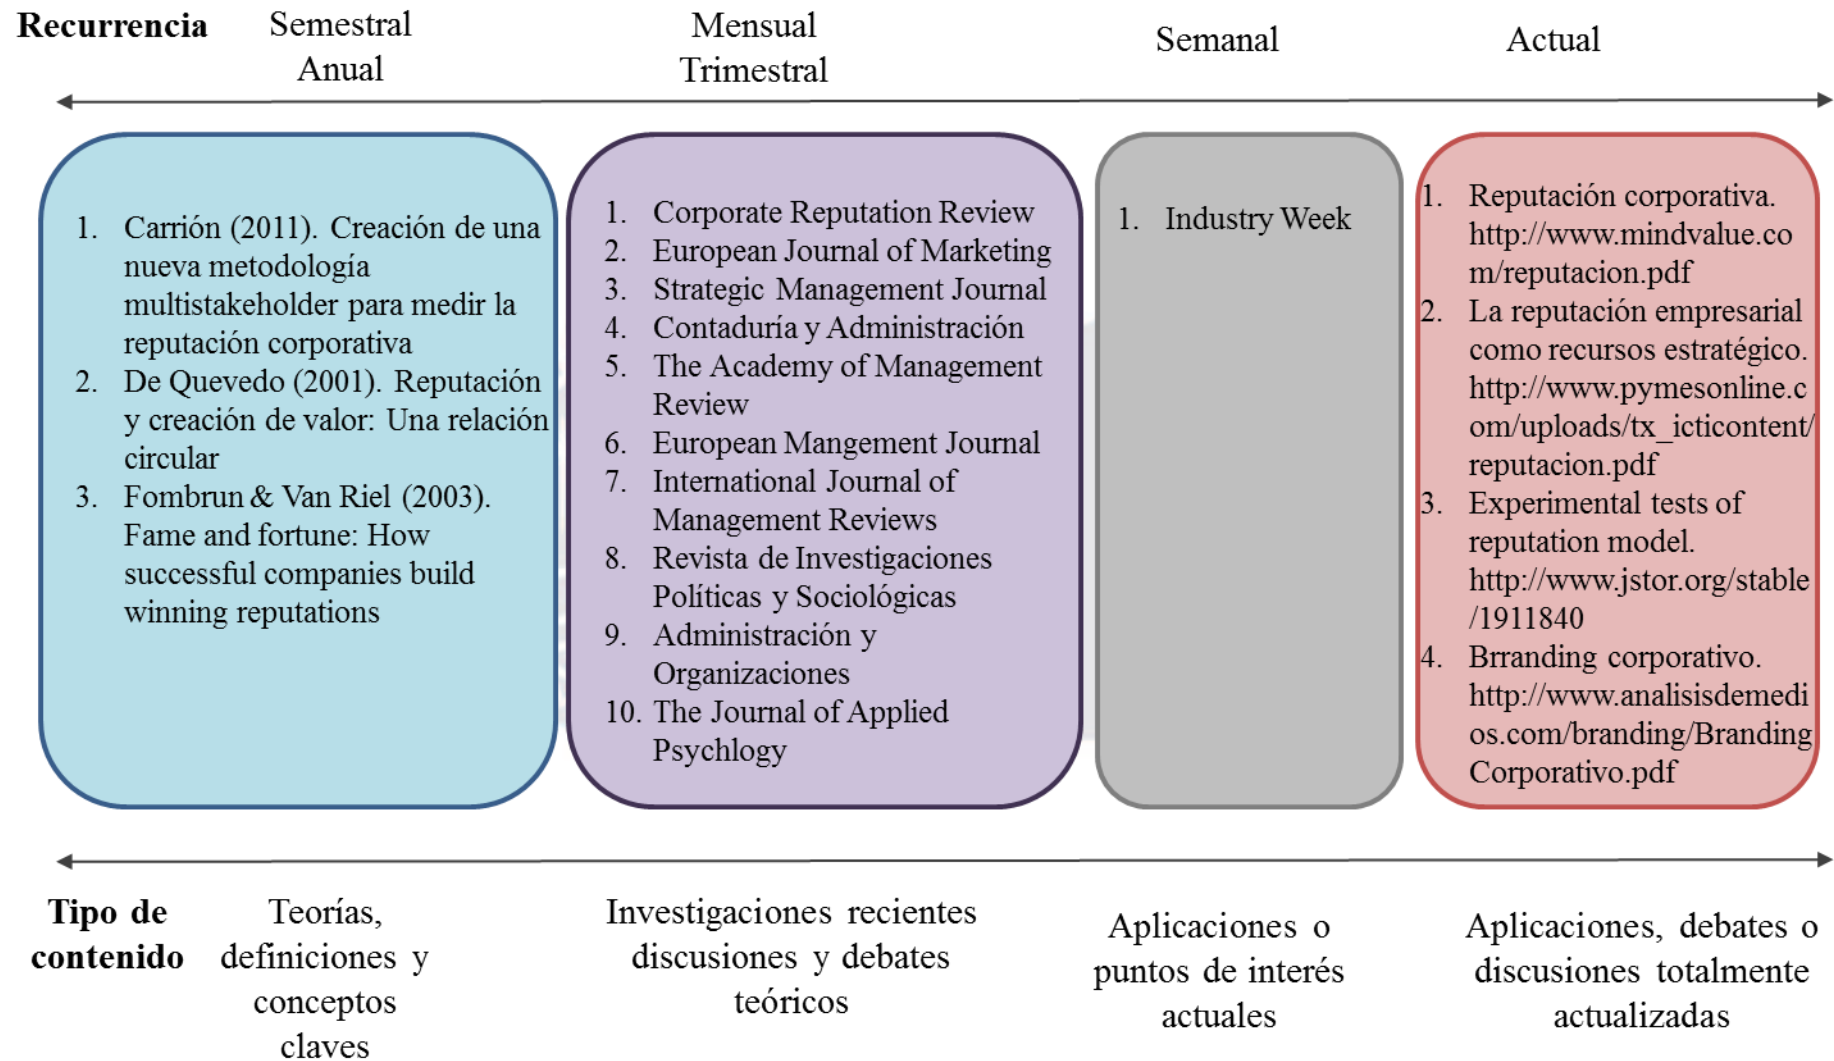 Recurrencia
Semestral
Anual
Mensual
Trimestral
Semanal
Actual
1. Carrión (2011). Creación de una
nueva metodología
multistakeholder para medir la
reputación corporativa
2. De Quevedo (2001). Reputación
y creación de valor: Una relación
circular
3. Fombrun & Van Riel (2003).
Fame and fortune: How
successful companies build
winning reputations
1. Corporate Reputation Review
2. European Journal of Marketing
3. Strategic Management Journal
4. Contaduría y Administración
5. The Academy of Management
Review
6. European Mangement Journal
7. International Journal of
Management Reviews
8. Revista de Investigaciones
Políticas y Sociológicas
9. Administración y
Organizaciones
10. The Journal of Applied
Psychlogy
1. Industry Week
1. Reputación corporativa.
http://www.mindvalue.co
m/reputacion.pdf
2. La reputación empresarial
como recursos estratégico.
http://www.pymesonline.c
om/uploads/tx_icticontent/
reputacion.pdf
3. Experimental tests of
reputation model.
http://www.jstor.org/stable
/1911840
4. Brranding corporativo.
http://www.analisisdemedi
os.com/branding/Branding
Corporativo.pdf
Tipo de
contenido
Teorías,
definiciones y
conceptos
claves
Investigaciones recientes
discusiones y debates
teóricos
Aplicaciones o
puntos de interés
actuales
Aplicaciones, debates o
discusiones totalmente
actualizadas